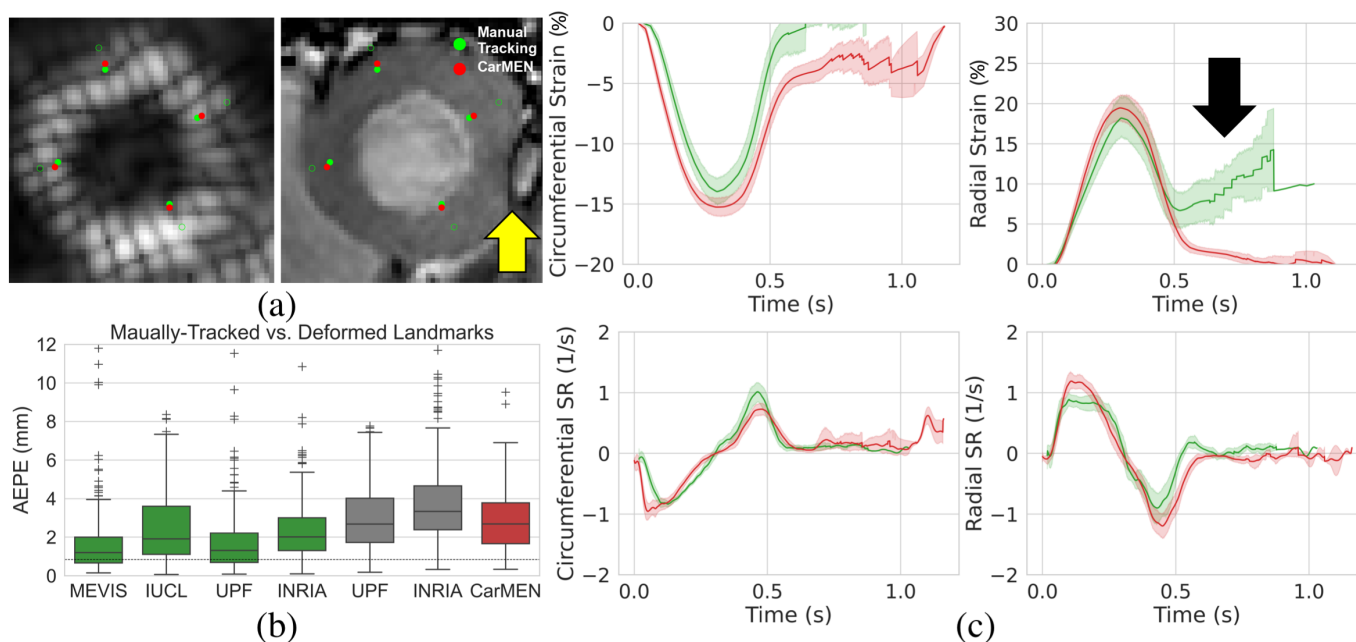 Manual
Tracking
CarMEN
(a)
Maually-Tracked vs. Deformed Landmarks
AEPE (mm)
12
10
8
6
4
2
0
MEVIS IUCL UPF INRIA UPF INRIA CarMEN
(b)
Circumferential Strain (%)
0
−5
−10
−15
−20
0.0 0.5 1.0
Time (s)
Radial Strain (%)
30
25
20
15
10
5
0
0.0 0.5 1.0
Time (s)
Circumferential SR (1/s)
2
1
0
−1
−2
0.0 0.5 1.0
Time (s)
Radial SR (1/s)
2
1
0
−1
−2
0.0 0.5 1.0
Time (s)
(c)